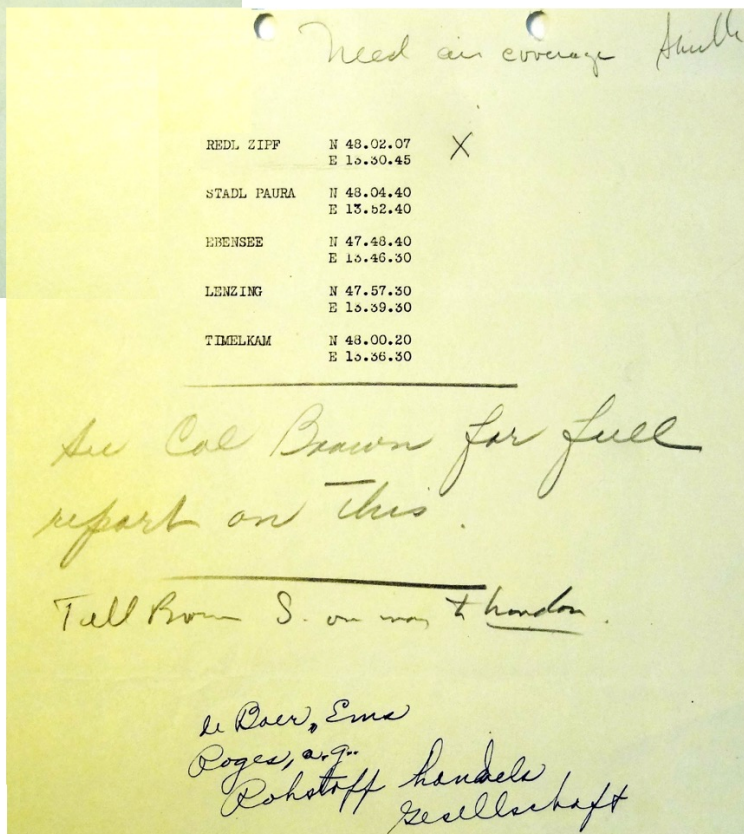 Need air coverage
REDL ZIPF N 48.02.07 X
E 13.30.45
STADL PAURA N 48.04.40
E 13.52.40
EBENSEE N 47.48.40
E 13.46.30
LENZING N 47.57.30
E 13.39.30
TIMELKAM N 48.00.20
E 13.36.30
See Col Brown for full
report on this.
Tell Brown S. on way to London.
de Boer, Ema
Roges, a.g.
Rohstoff handels
gesellschaft